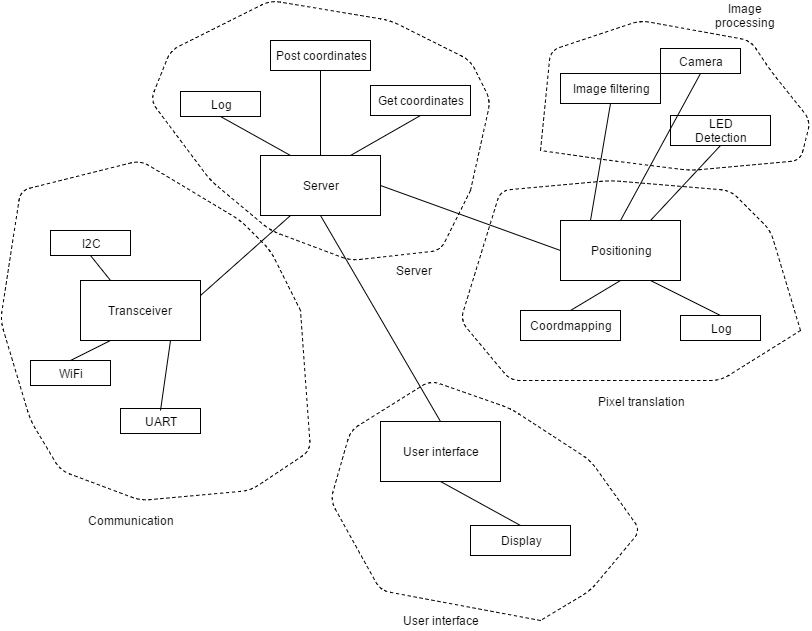 Image
processing
Post coordinates
Camera
Image filtering
Log
Get coordinates
LED
Detection
Server
I2C
Positioning
Server
Transceiver
Coordmapping
Log
WiFi
Pixel translation
UART
User interface
Communication
Display
User interface